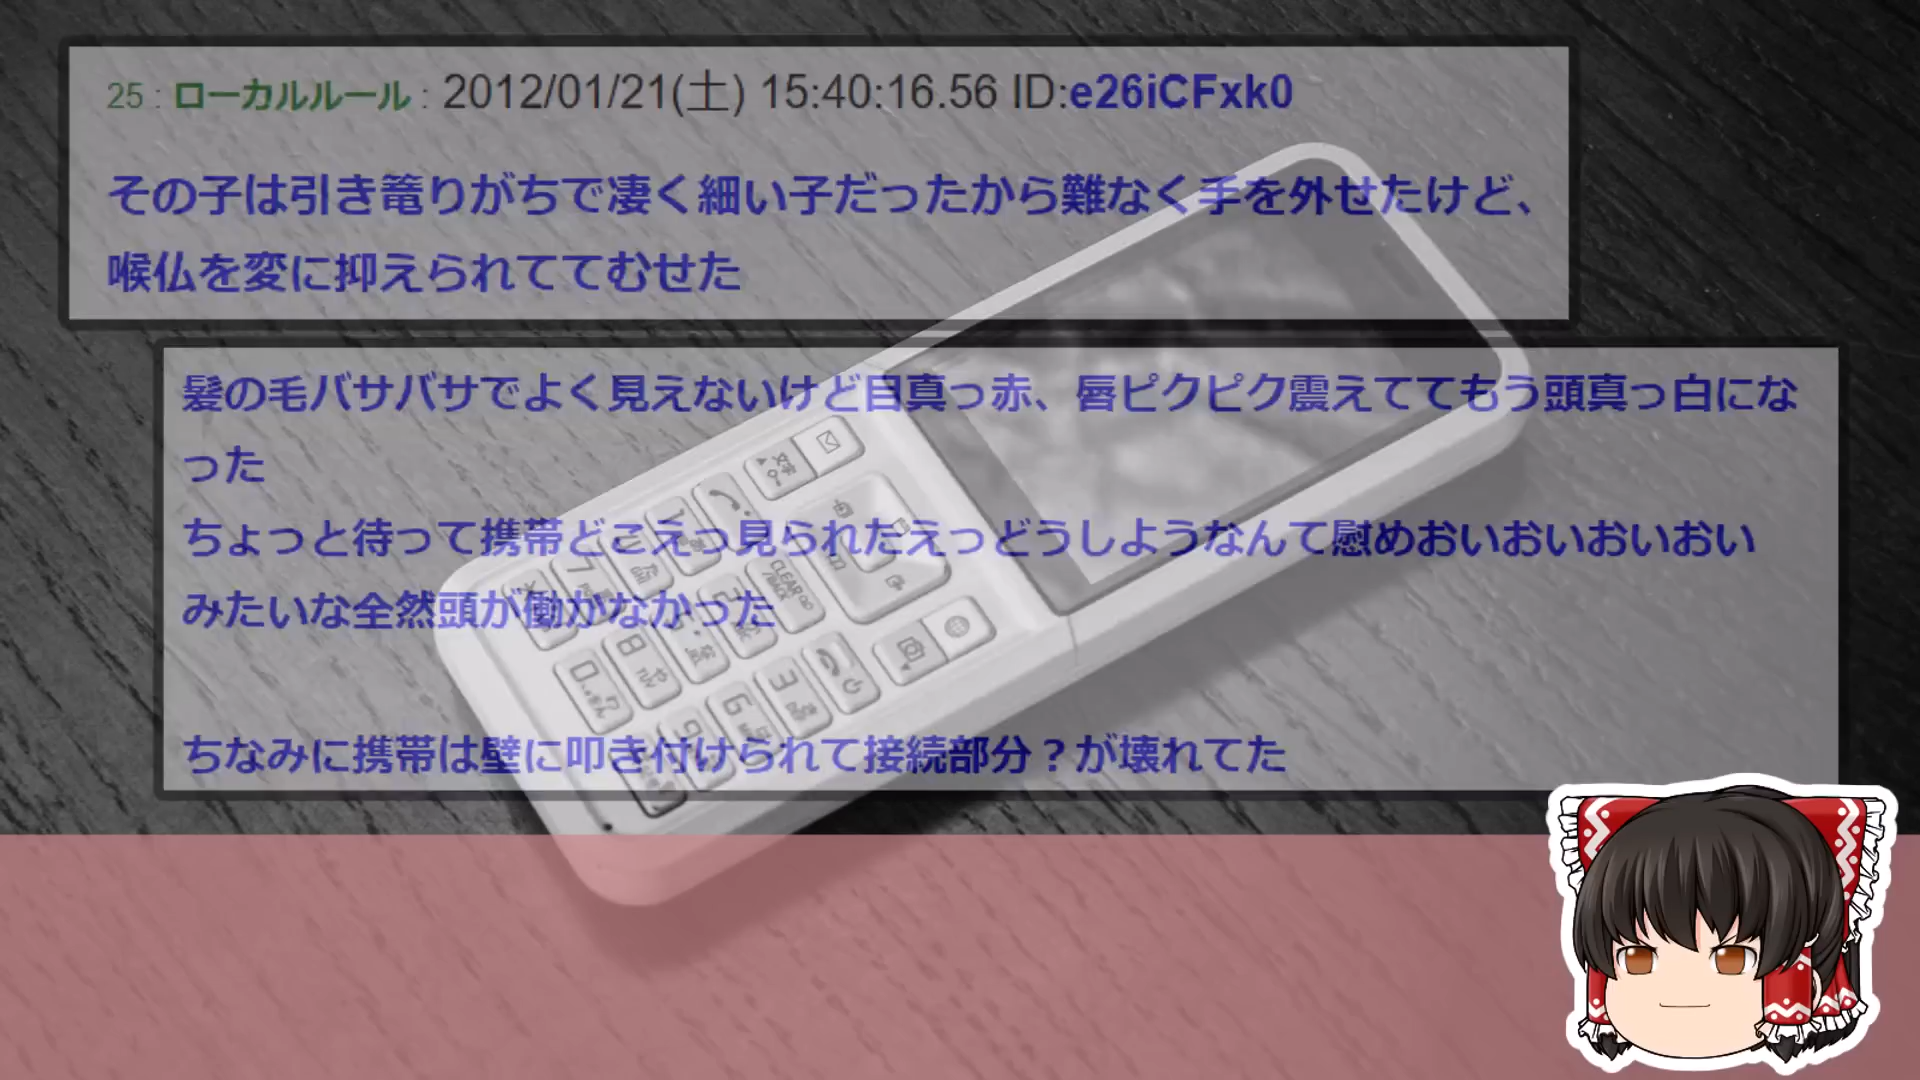 25 : ローカルルール : 2012/01/21(土) 15:40:16.56 ID:e26iCFxk0
その子は引き篭りがちで凄く細い子だったから難なく手を外せたけど、
喉仏を変に抑えられててむせた
髪の毛バサバサでよく見えないけど目真っ赤、唇ピクピク震えててもう頭真っ白にな
った
ちょっと待って携帯どこえっ見られたえっどうしようなんて慰めおいおいおいおい
みたいな全然頭が働かなかった
ちなみに携帯は壁に叩き付けられて接続部分？が壊れてた